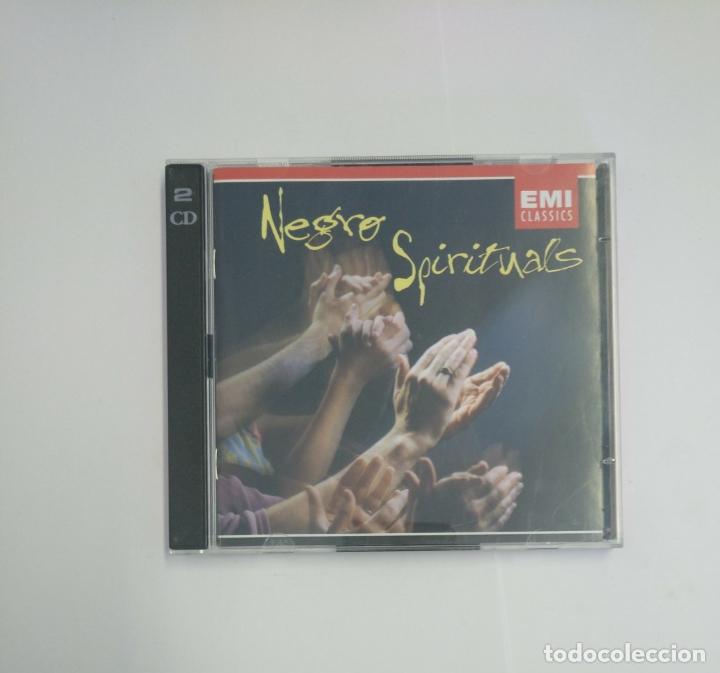 2
CD
Negro
Spirituals
EMI
CLASSICS
todocoleccion